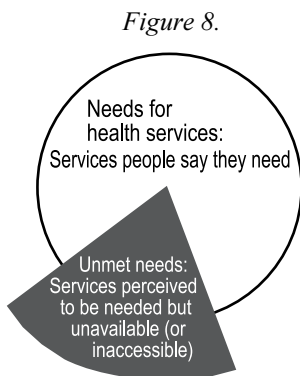 Figure 8.
Needs for
health services:
Services people say they need
Unmet needs:
Services perceived
to be needed but
unavailable (or
inaccessible)